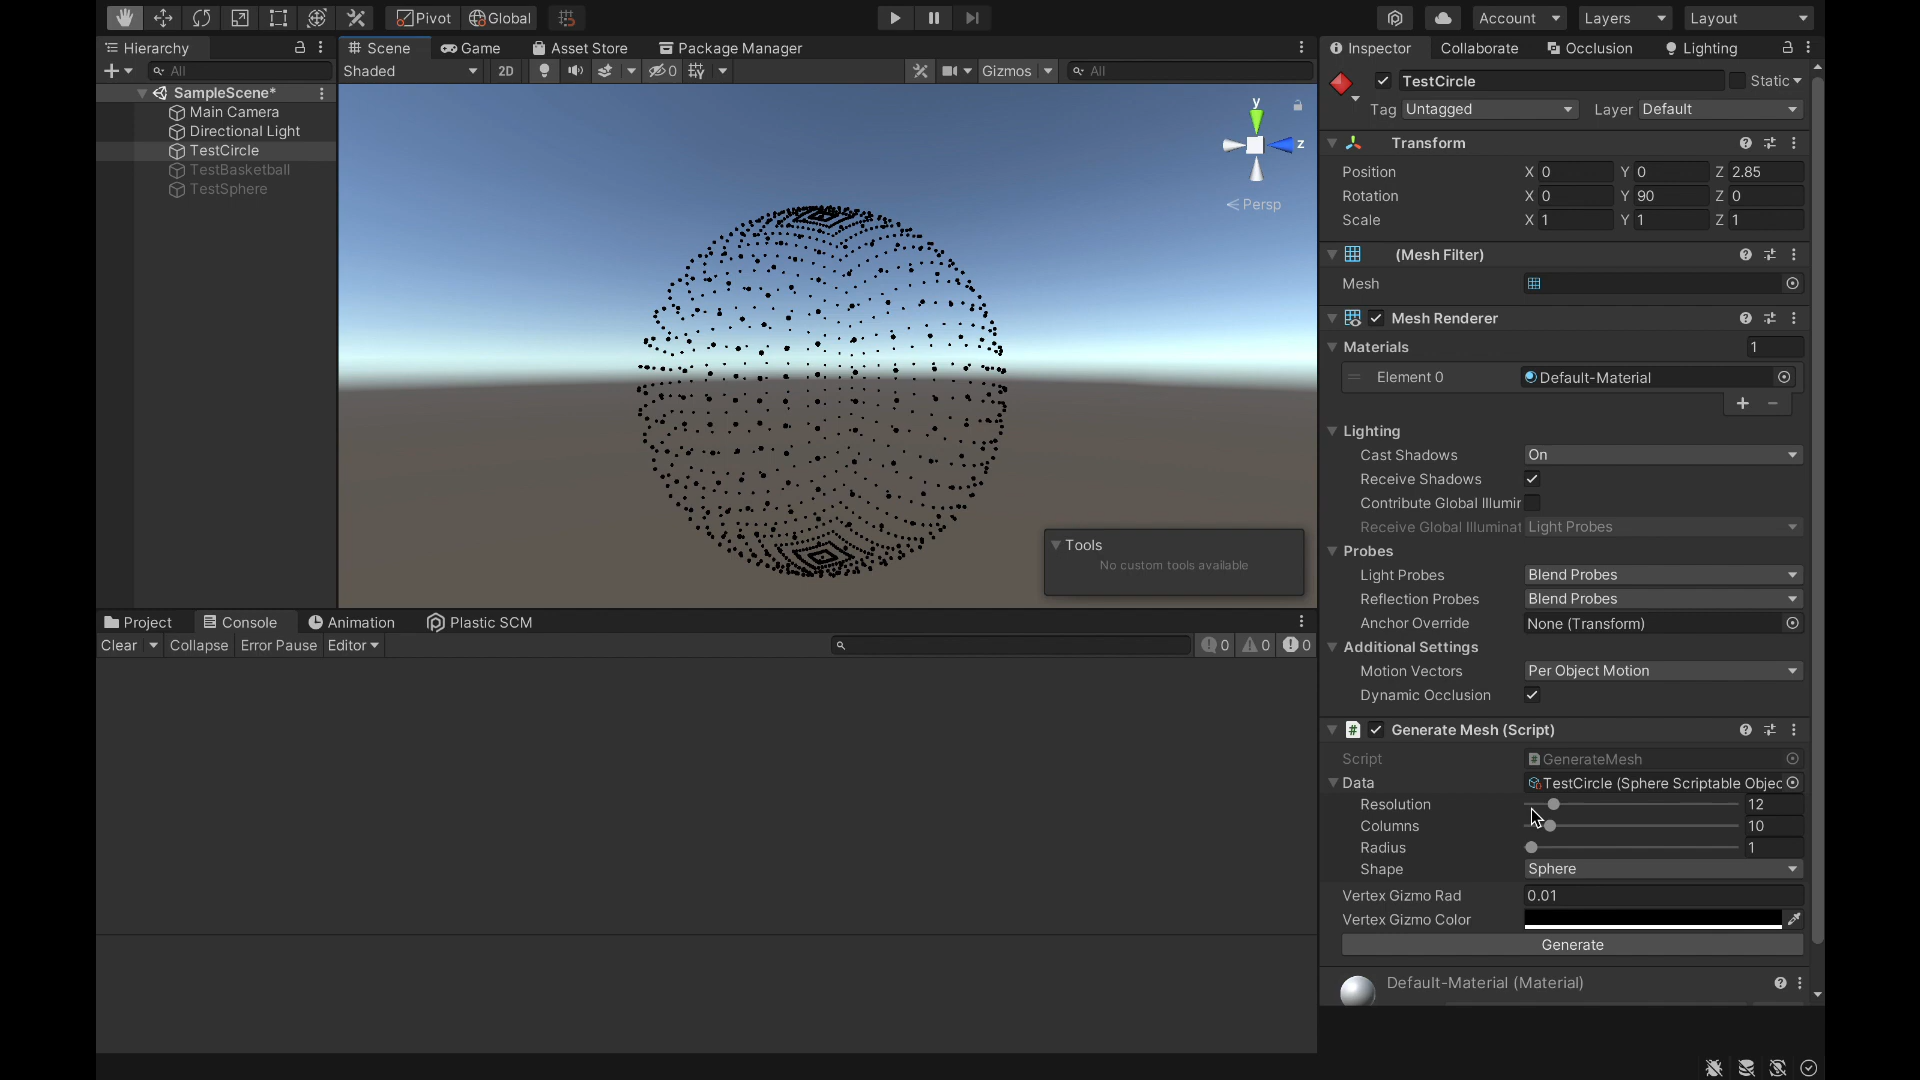 Pivot Global Account Layers Layout
Hierarchy Scene Game Asset Store Package Manager Inspector Collaborate Occlusion Lighting
All Shaded 2D 0 Gizmos All
TestCircle Static
SampleScene*
Main Camera
Directional Light
TestCircle
TestBasketball
TestSphere
y
z
Persp
Tools
No custom tools available
Tag Untagged Layer Default
Transform
Position X 0 Y 0 Z 2.85
Rotation X 0 Y 90 Z 0
Scale X 1 Y 1 Z 1
(Mesh Filter)
Mesh
Mesh Renderer
Materials 1
Element 0 Default-Material
Lighting
Cast Shadows On
Receive Shadows
Contribute Global Illumir
Receive Global Illuminat Light Probes
Probes
Light Probes Blend Probes
Reflection Probes Blend Probes
Anchor Override None (Transform)
Additional Settings
Motion Vectors Per Object Motion
Dynamic Occlusion
Generate Mesh (Script)
Script GenerateMesh
Data TestCircle (Sphere Scriptable Objec
Resolution 12
Columns 10
Radius 1
Shape Sphere
Vertex Gizmo Rad 0.01
Vertex Gizmo Color
Generate
Default-Material (Material)
Project Console Animation Plastic SCM
Clear Collapse Error Pause Editor 0 0 0